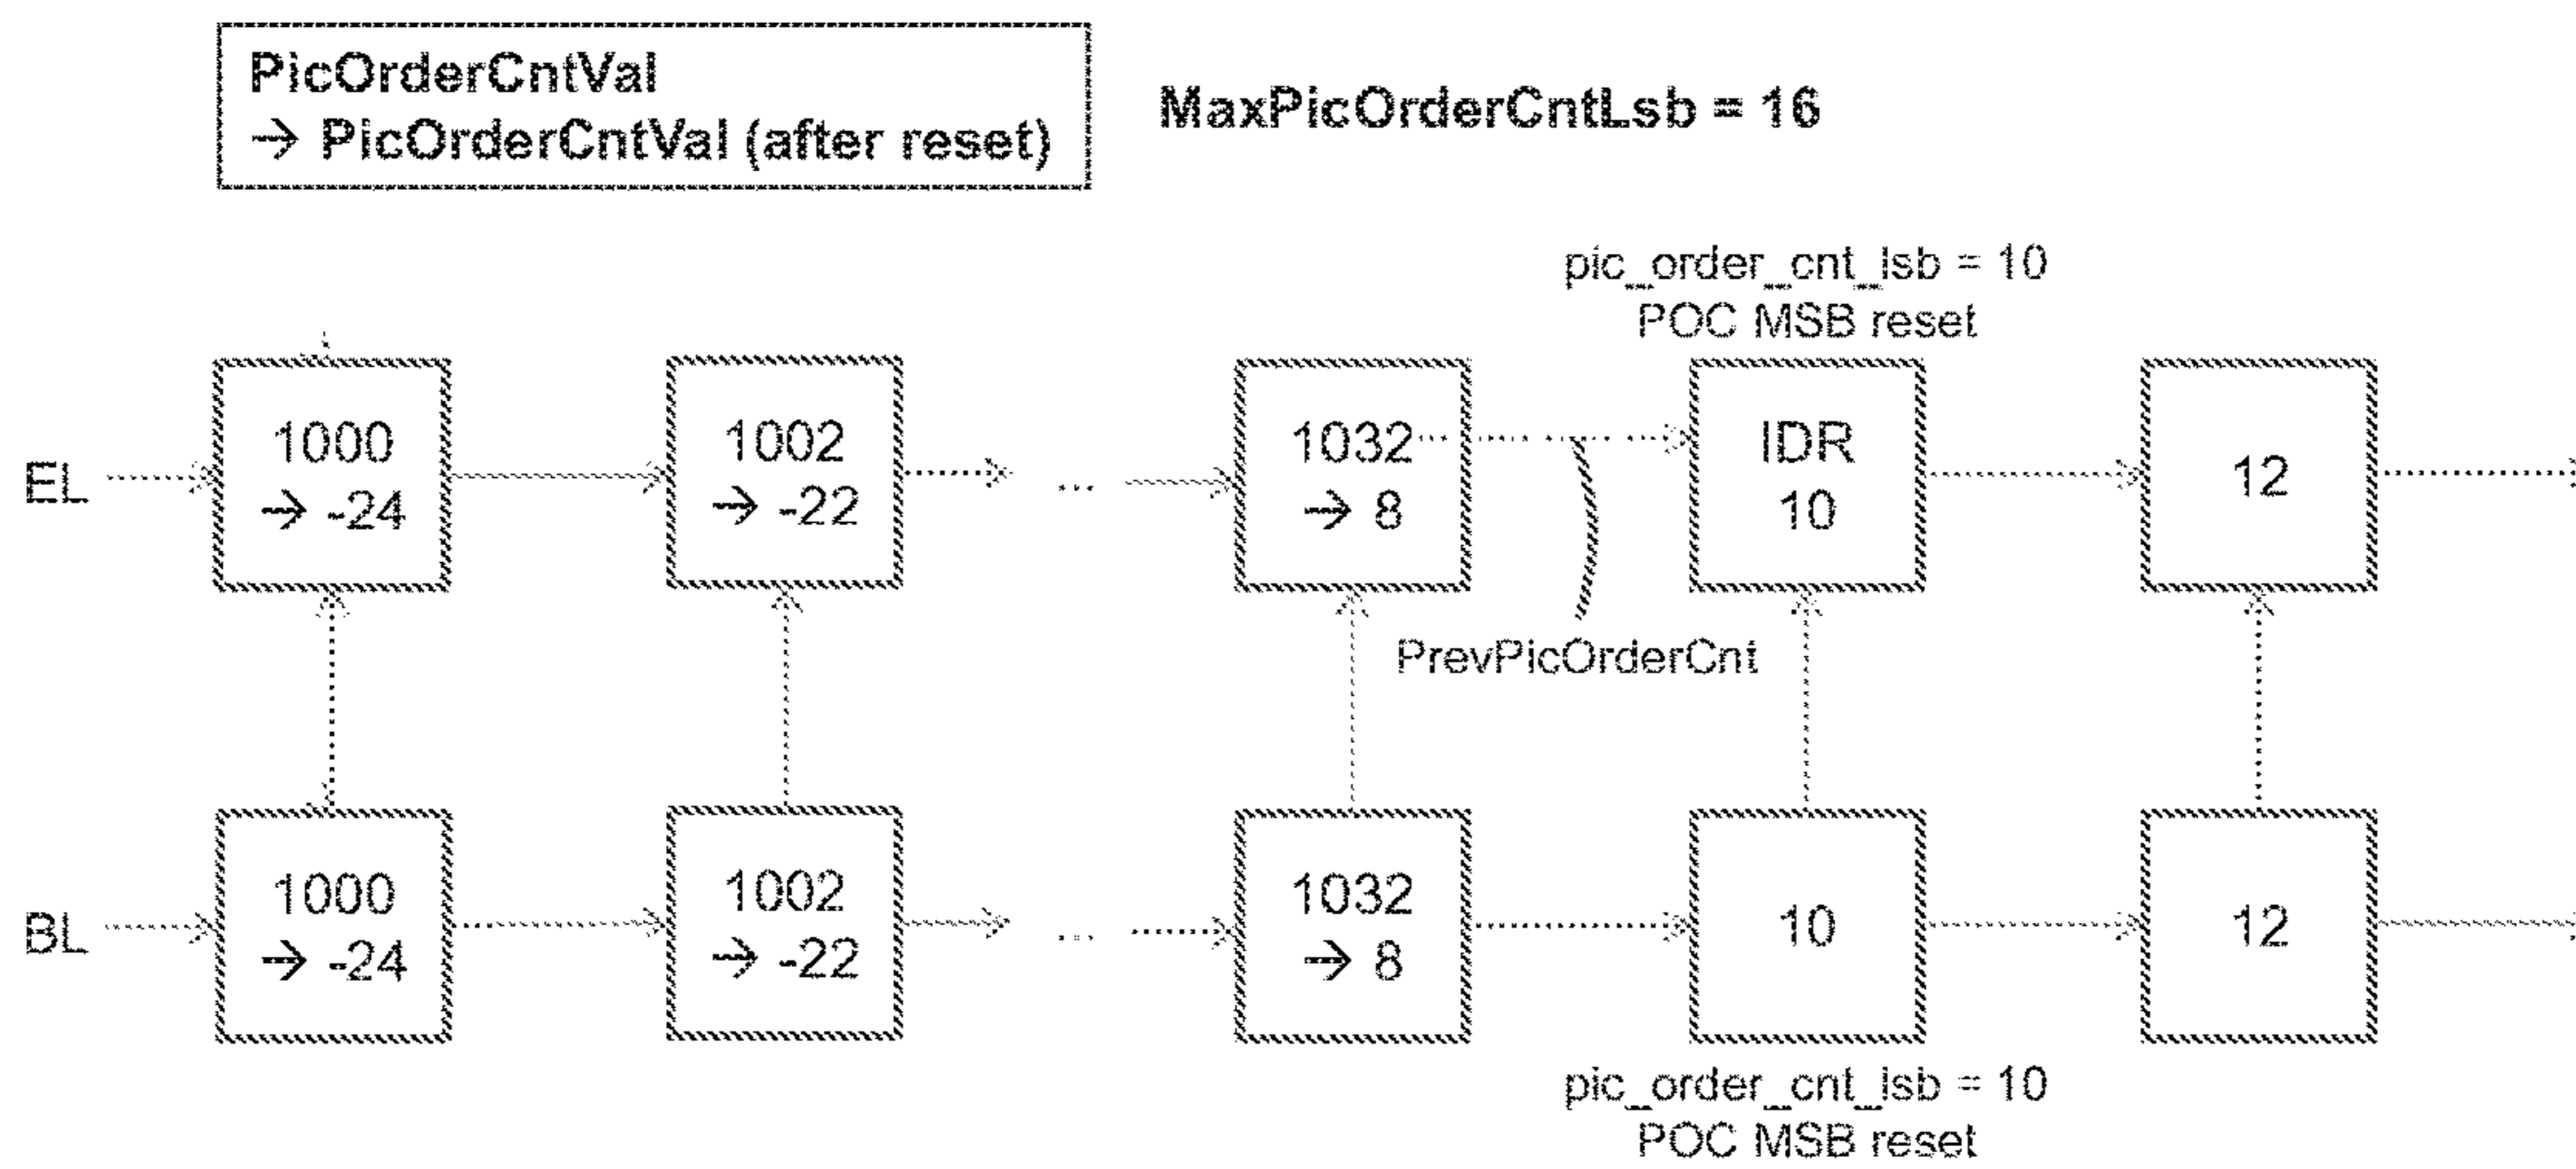 PicOrderCntVal
→ PicOrderCntVal (after reset)
MaxPicOrderCntLsb = 16
pic_order_cnt_lsb = 10
POC MSB reset
EL
1000
→ -24
1002
→ -22
...
1032
→ 8
IDR
10
12
PrevPicOrderCnt
BL
1000
→ -24
1002
→ -22
...
1032
→ 8
10
12
pic_order_cnt_lsb = 10
POC MSB reset